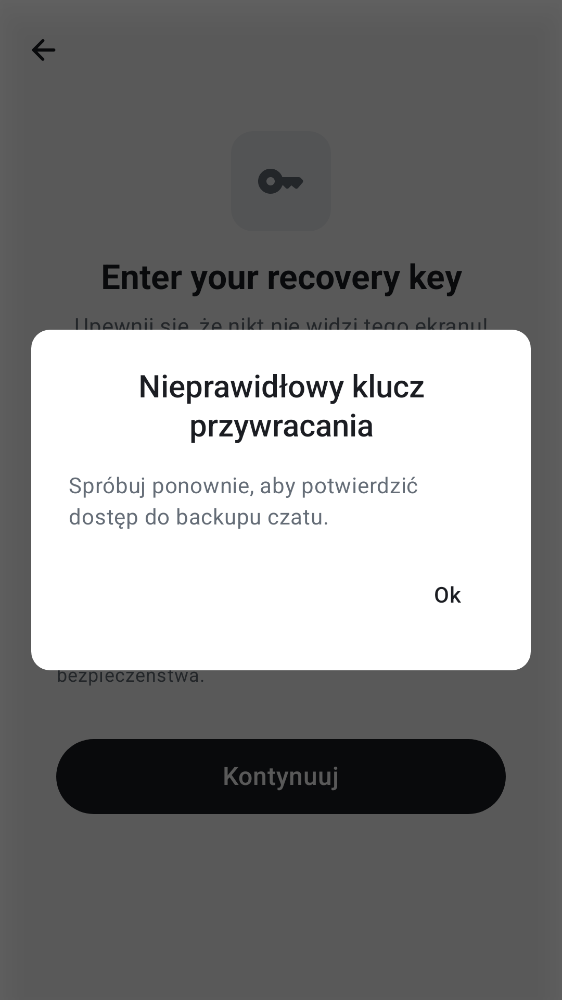 Enter your recovery key
Upewnij się, że nikt nie widzi tego ekranu!
Nieprawidłowy klucz
przywracania
Spróbuj ponownie, aby potwierdzić
dostęp do backupu czatu.
Ok
bezpieczeństwa.
Kontynuuj